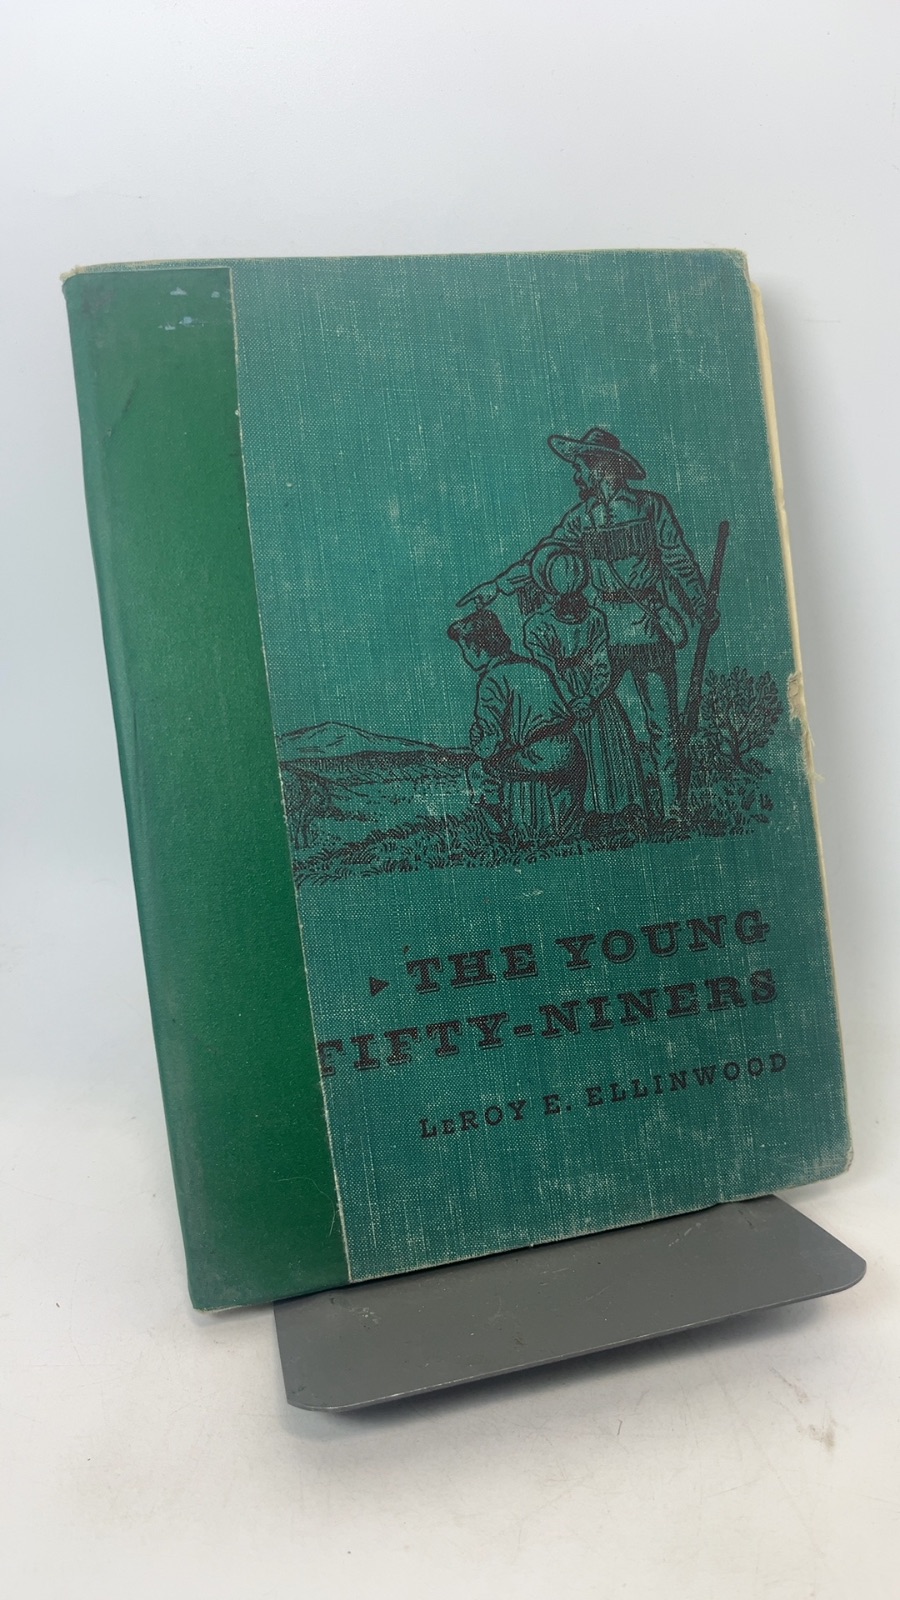 THE YOUNG
FIFTY-NINERS
LEROY E. ELLINWOOD